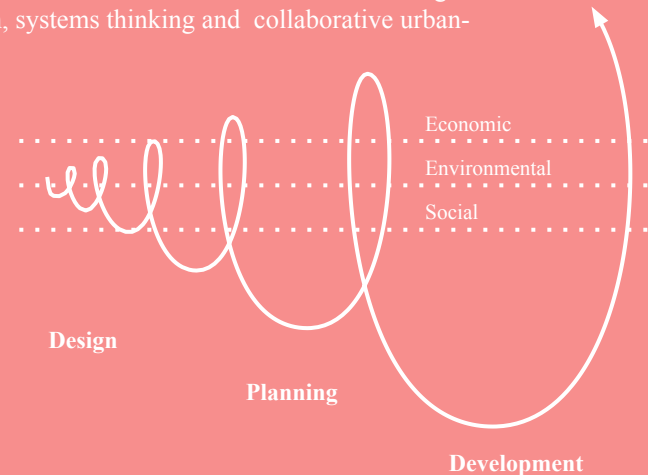 , systems thinking and collaborative urban-
Economic
Environmental
Social
Design
Planning
Development